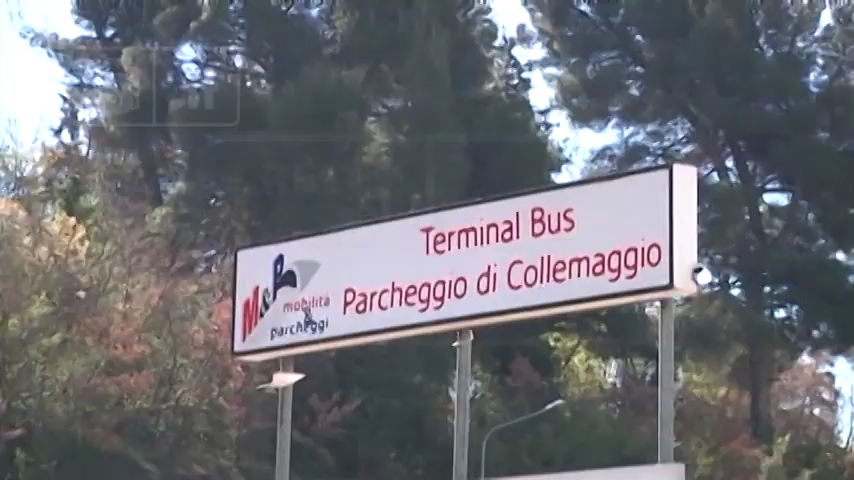 Terminal Bus
Parcheggio di Collemaggio
M&P
mobilità
parcheggi